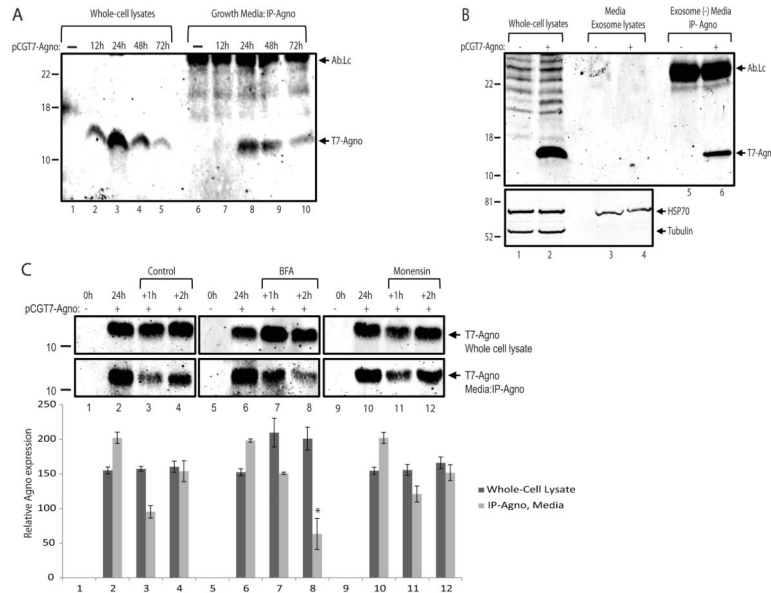 A
Whole-cell lysates
Growth Media: IP-Agno
pCGT7-Agno: – 12h 24h 48h 72h – 12h 24h 48h 72h
Ab.Lc
22
T7-Agno
10
1 2 3 4 5 6 7 8 9 10
B
Whole-cell lysates
Media
Exosome lysates
Exosome (-) Media
IP- Agno
pCGT7-Agno: - + - + - +
Ab.Lc
22
18
T7-Agn
12
10
5 6
81
HSP70
52
Tubulin
1 2 3 4
C
Control
BFA
Monensin
0h 24h +1h +2h 0h 24h +1h +2h 0h 24h +1h +2h
pCGT7-Agno: - + + + - + + + - + + +
T7-Agno
Whole cell lysate
10
T7-Agno
Media:IP-Agno
10
1 2 3 4 5 6 7 8 9 10 11 12
Relative Agno expression
250
200
150
100
50
0
*
Whole-Cell Lysate
IP-Agno, Media
1 2 3 4 5 6 7 8 9 10 11 12